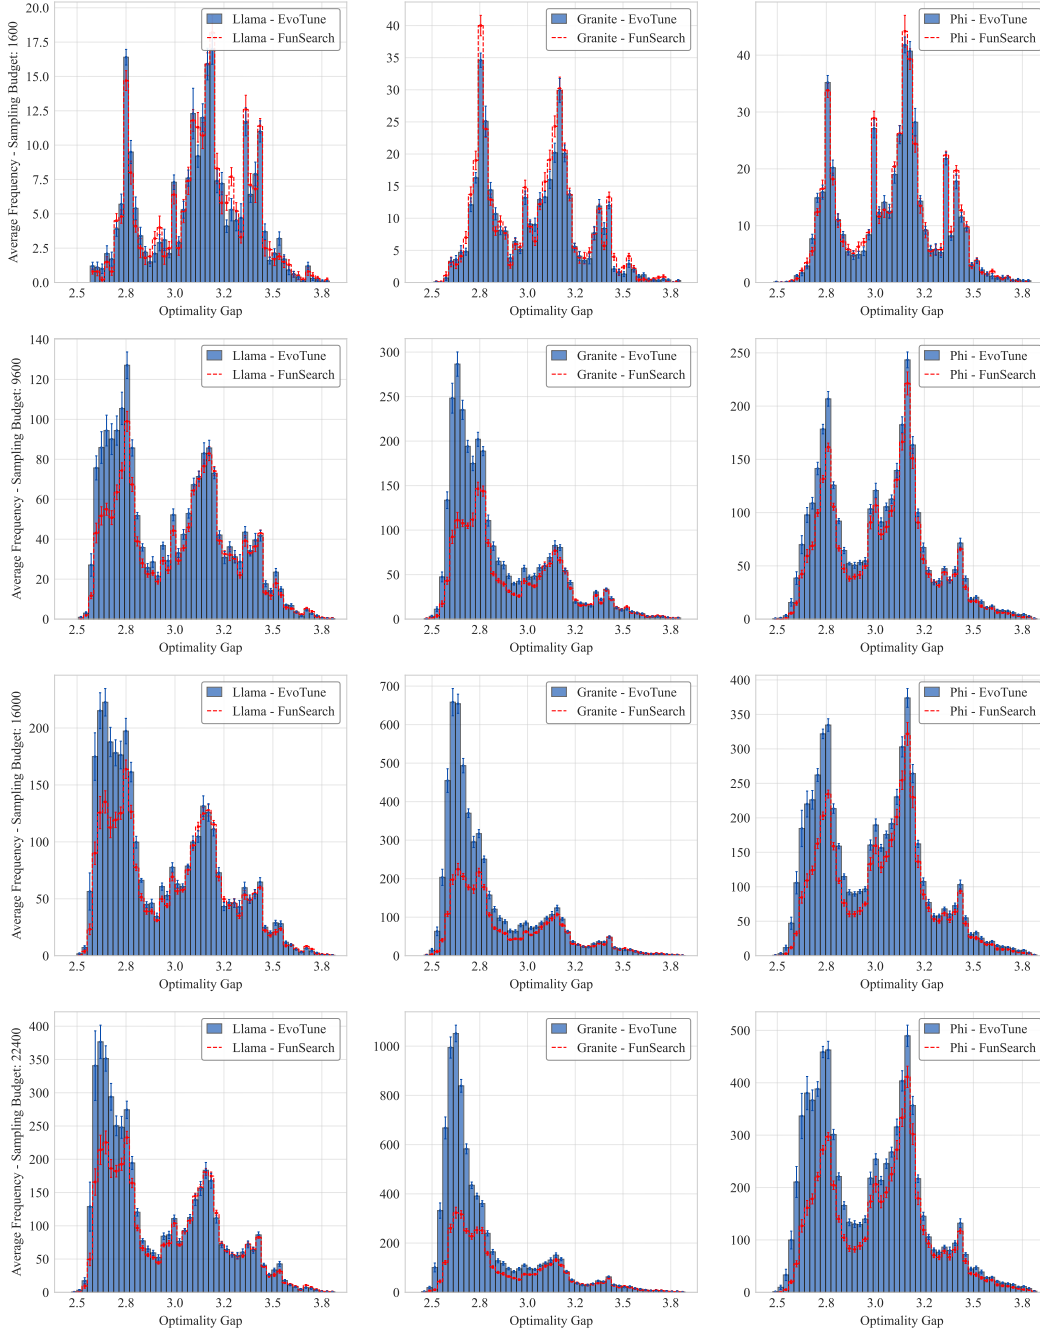 Average Frequency - Sampling Budget: 1600
20.0
17.5
15.0
12.5
10.0
7.5
5.0
2.5
0.0
Llama - EvoTune
Llama - FunSearch
2.5 2.8 3.0 3.2 3.5 3.8
Optimality Gap
40
35
30
25
20
15
10
5
0
Granite - EvoTune
Granite - FunSearch
2.5 2.8 3.0 3.2 3.5 3.8
Optimality Gap
40
30
20
10
0
Phi - EvoTune
Phi - FunSearch
2.5 2.8 3.0 3.2 3.5 3.8
Optimality Gap
Average Frequency - Sampling Budget: 9600
140
120
100
80
60
40
20
0
Llama - EvoTune
Llama - FunSearch
2.5 2.8 3.0 3.2 3.5 3.8
Optimality Gap
300
250
200
150
100
50
0
Granite - EvoTune
Granite - FunSearch
2.5 2.8 3.0 3.2 3.5 3.8
Optimality Gap
250
200
150
100
50
0
Phi - EvoTune
Phi - FunSearch
2.5 2.8 3.0 3.2 3.5 3.8
Optimality Gap
Average Frequency - Sampling Budget: 16000
200
150
100
50
0
Llama - EvoTune
Llama - FunSearch
2.5 2.8 3.0 3.2 3.5 3.8
Optimality Gap
700
600
500
400
300
200
100
0
Granite - EvoTune
Granite - FunSearch
2.5 2.8 3.0 3.2 3.5 3.8
Optimality Gap
400
350
300
250
200
150
100
50
0
Phi - EvoTune
Phi - FunSearch
2.5 2.8 3.0 3.2 3.5 3.8
Optimality Gap
Average Frequency - Sampling Budget: 22400
400
350
300
250
200
150
100
50
0
Llama - EvoTune
Llama - FunSearch
2.5 2.8 3.0 3.2 3.5 3.8
Optimality Gap
1000
800
600
400
200
0
Granite - EvoTune
Granite - FunSearch
2.5 2.8 3.0 3.2 3.5 3.8
Optimality Gap
500
400
300
200
100
0
Phi - EvoTune
Phi - FunSearch
2.5 2.8 3.0 3.2 3.5 3.8
Optimality Gap